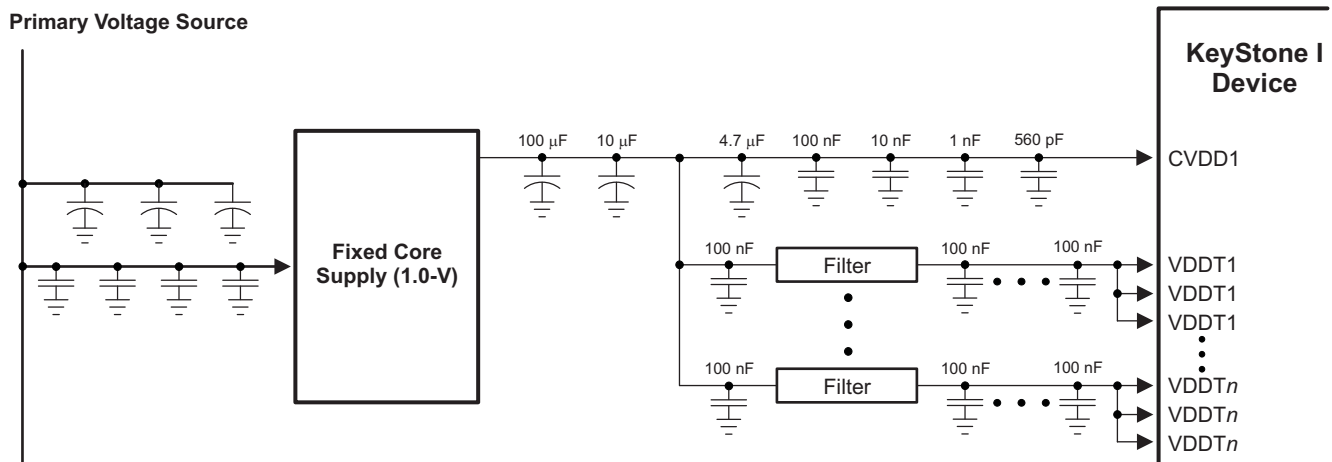 Primary Voltage Source
KeyStone I
Device
Fixed Core
Supply (1.0-V)
100 μF
10 μF
4.7 μF
100 nF
10 nF
1 nF
560 pF
CVDD1
100 nF
Filter
100 nF
100 nF
VDDT1
VDDT1
VDDT1
100 nF
Filter
100 nF
100 nF
VDDTn
VDDTn
VDDTn